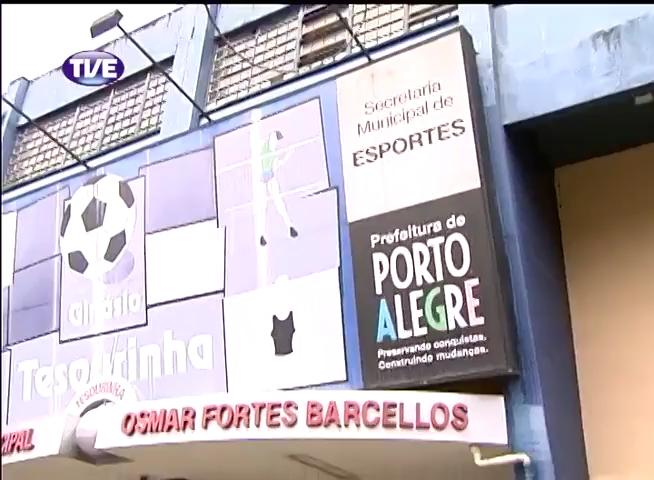 TVE
Secretaria
Municipal de
ESPORTES
Prefeitura de
PORTO
ALEGRE
Preservando conquistas.
Construindo mudanças.
Ginásio
Tesourinha
TESOURINHA
OSMAR FORTES BARCELLOS